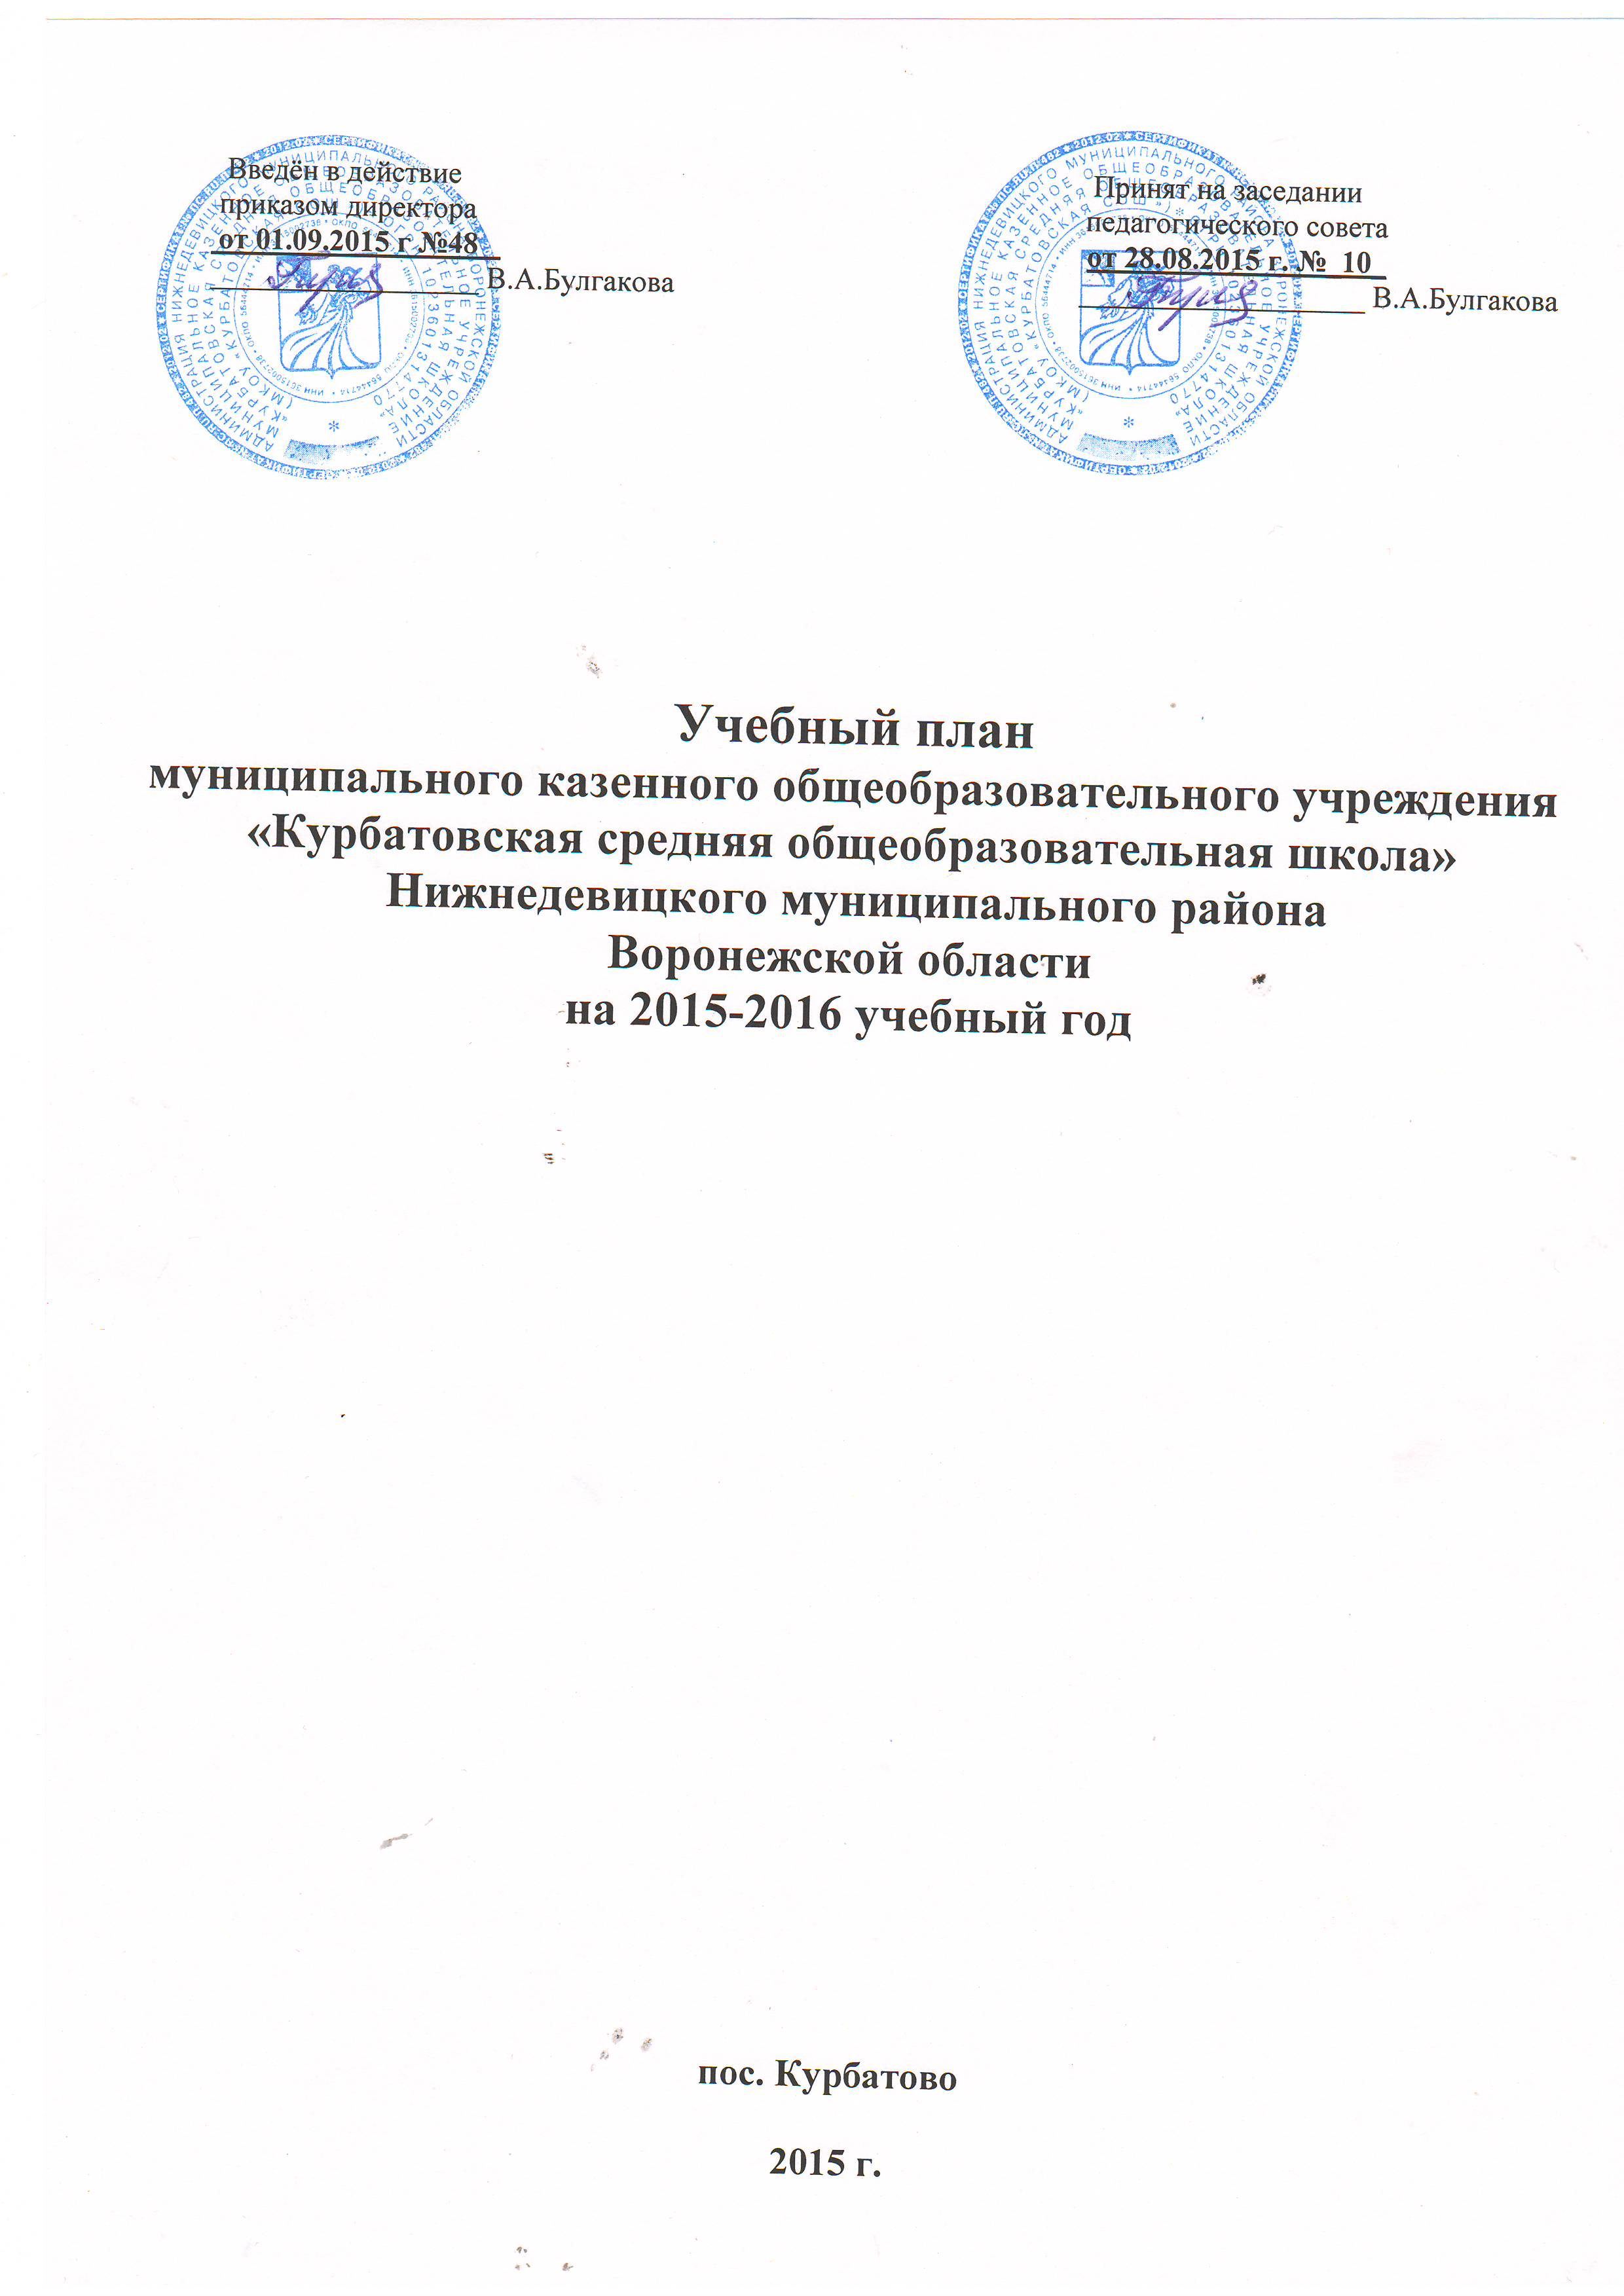 Введён в действие
приказом директора
от 01.09.2015 г №48
В.А.Булгакова
Принят на заседании
педагогического совета
от 28.08.2015 г. № 10
В.А.Булгакова
Учебный план
муниципального казенного общеобразовательного учреждения
«Курбатовская средняя общеобразовательная школа»
Нижнедевицкого муниципального района
Воронежской области
на 2015-2016 учебный год
пос. Курбатово
2015 г.